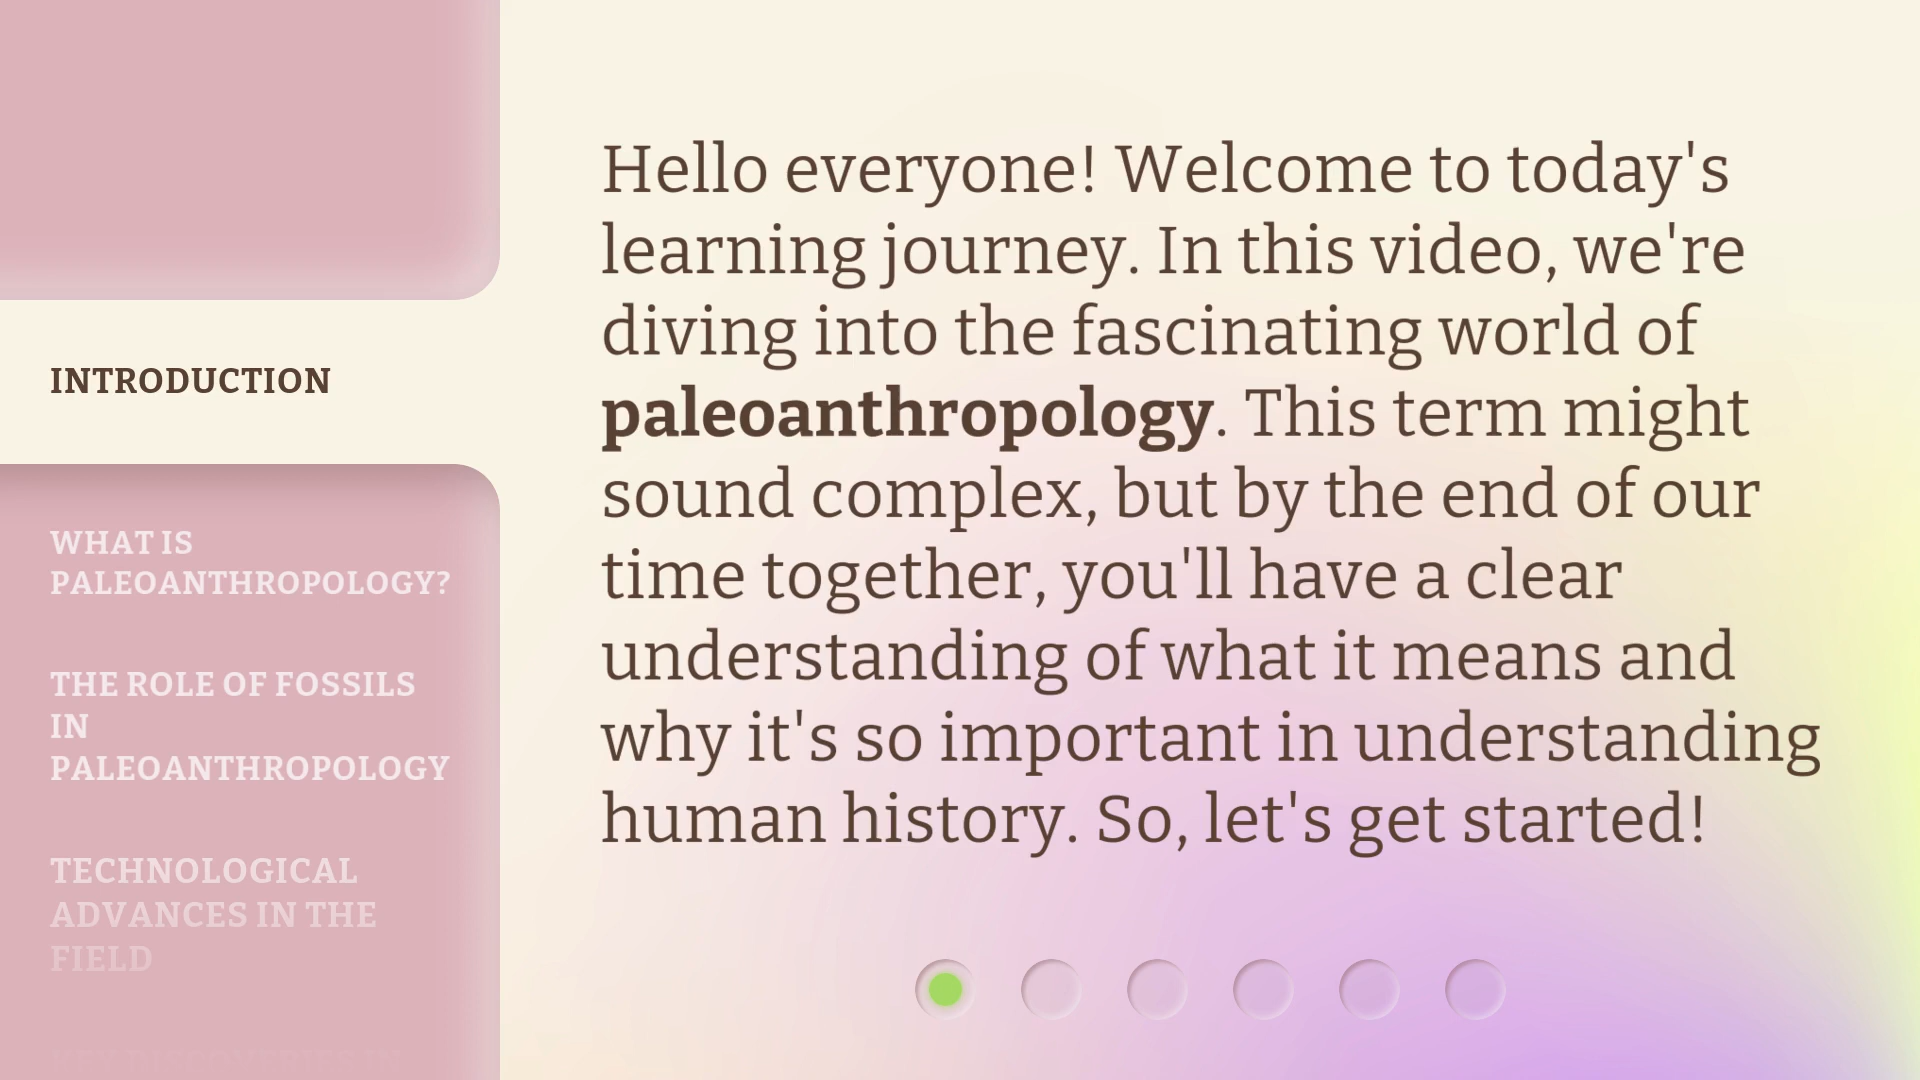 INTRODUCTION
WHAT IS
PALEOANTHROPOLOGY?
THE ROLE OF FOSSILS
IN
PALEOANTHROPOLOGY
TECHNOLOGICAL
ADVANCES IN THE
FIELD
Hello everyone! Welcome to today's
learning journey. In this video, we're
diving into the fascinating world of
paleoanthropology. This term might
sound complex, but by the end of our
time together, you'll have a clear
understanding of what it means and
why it's so important in understanding
human history. So, let's get started!